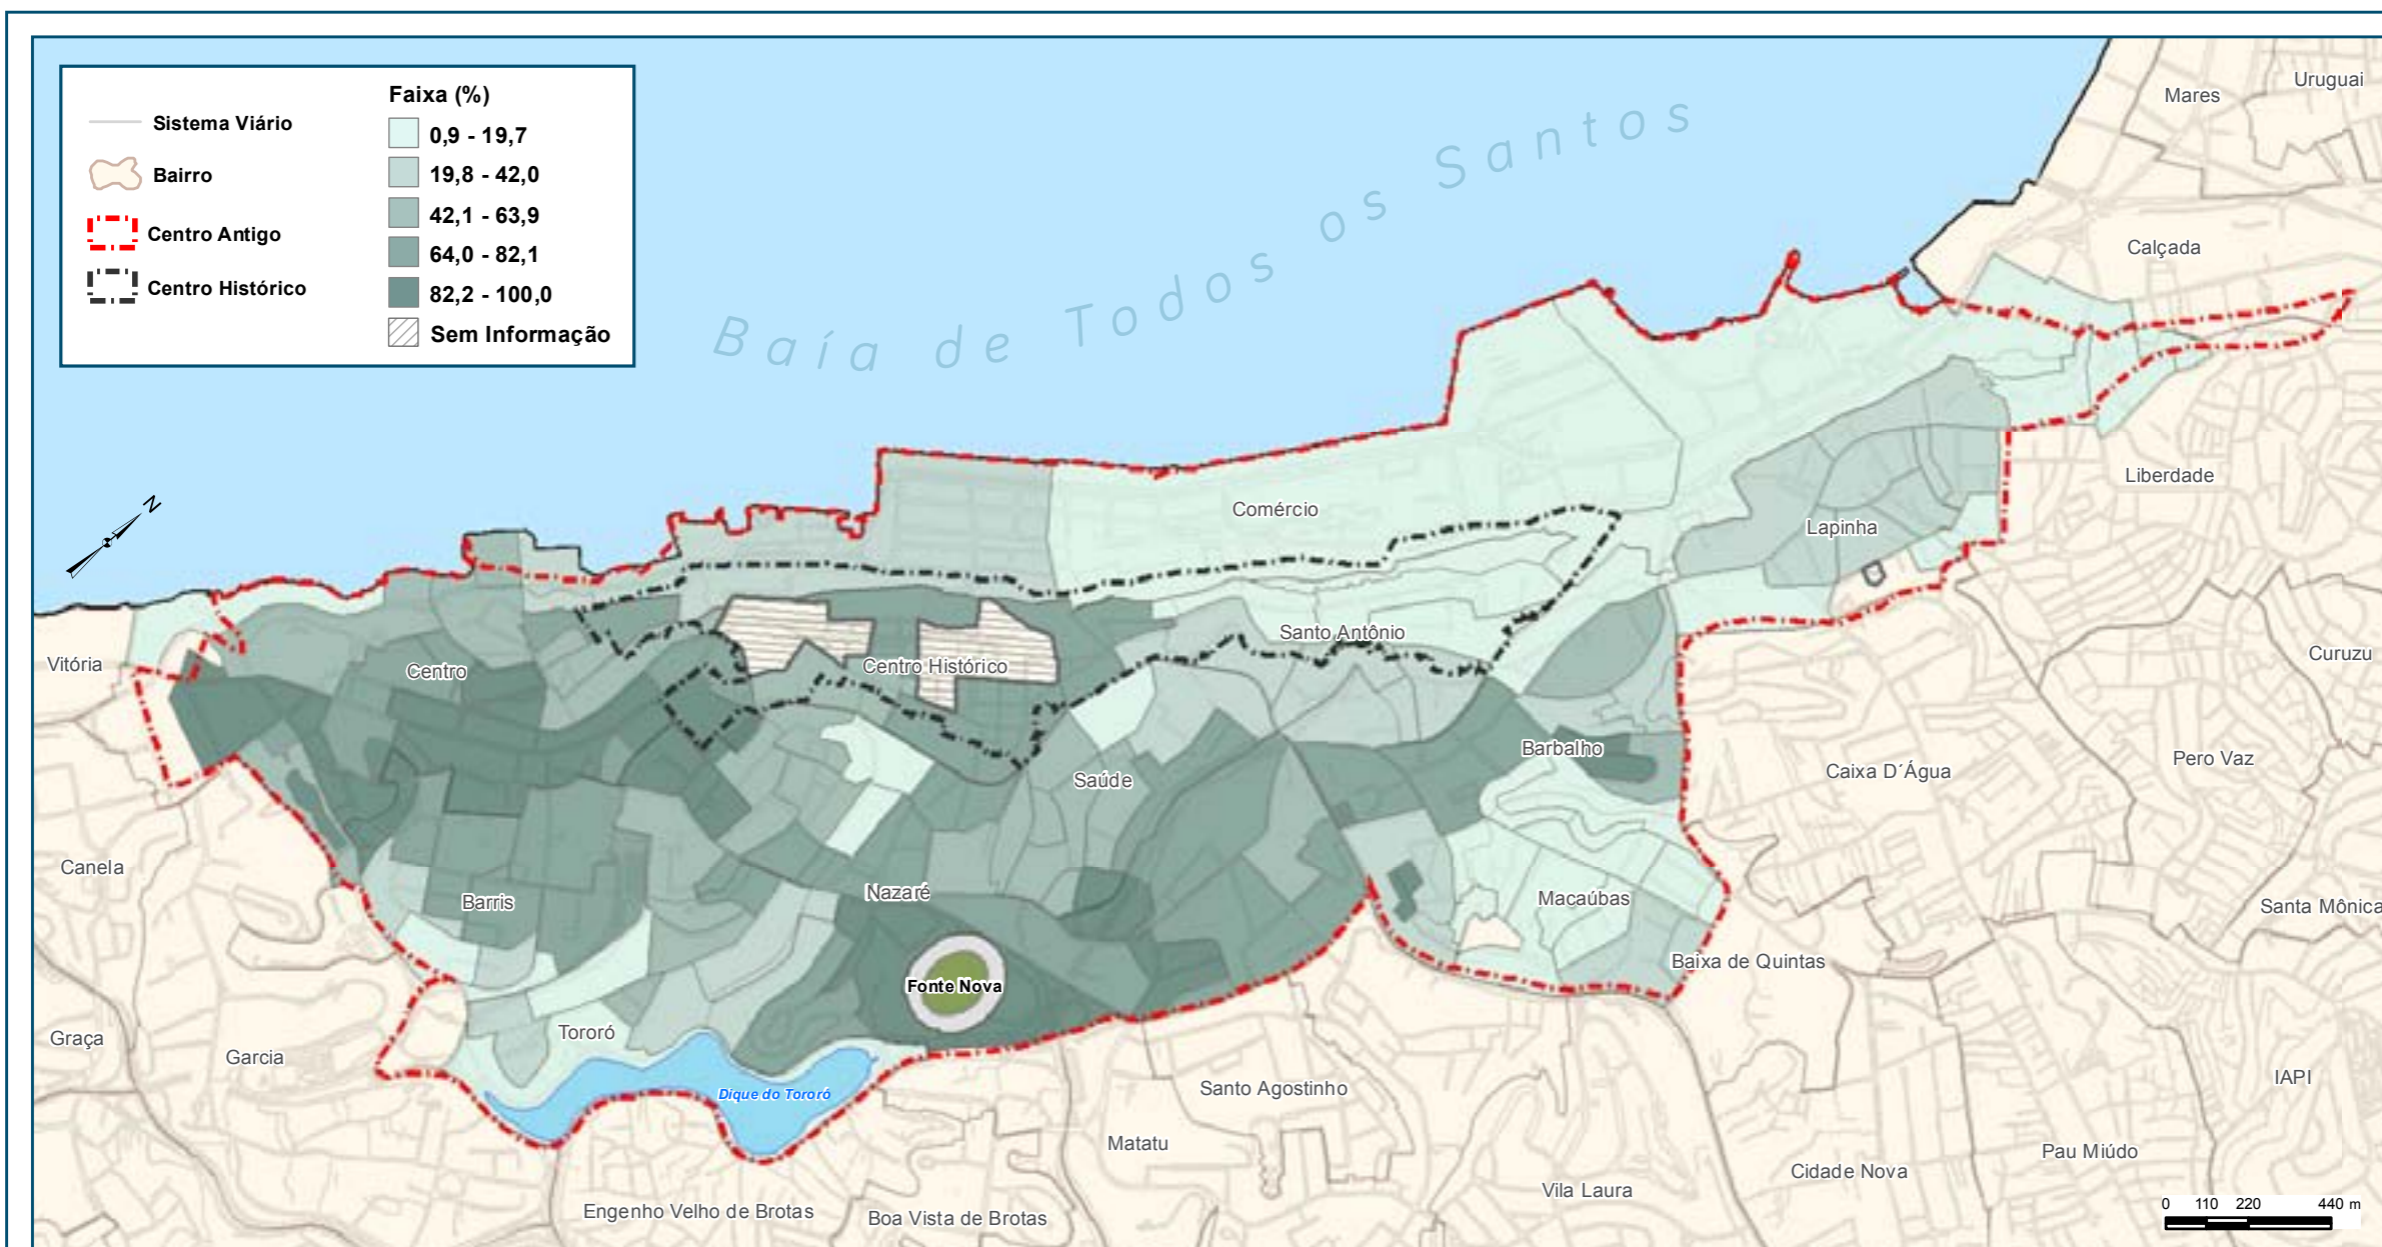 Faixa (%)
Sistema Viário
Bairro
Centro Antigo
Centro Histórico
0,9 - 19,7
19,8 - 42,0
42,1 - 63,9
64,0 - 82,1
82,2 - 100,0
Sem Informação
Baía de Todos os Santos
N
Uruguai
Mares
Calçada
Liberdade
Comércio
Lapinha
Santo Antônio
Vitória
Centro
Centro Histórico
Curuzu
Barbalho
Caixa D´Água
Pero Vaz
Saúde
Canela
Barris
Nazaré
Macaúbas
Santa Mônica
Baixa de Quintas
Fonte Nova
Tororó
Graça
Garcia
Dique do Tororó
Santo Agostinho
IAPI
Matatu
Pau Miúdo
Cidade Nova
Vila Laura
Engenho Velho de Brotas
Boa Vista de Brotas
0 110 220 440 m